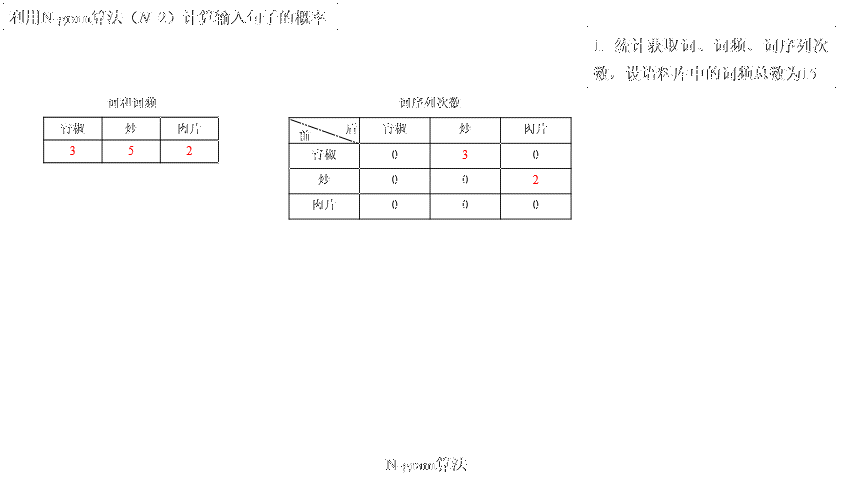 利用N-gram算法（N=2）计算输入句子的概率
1. 统计获取词、词频、词序列次
数，设语料库中的词频总数为15
词和词频
青椒 炒 肉片
3 5 2
词序列次数
前 后 青椒 炒 肉片
青椒 0 3 0
炒 0 0 2
肉片 0 0 0
N-gram算法